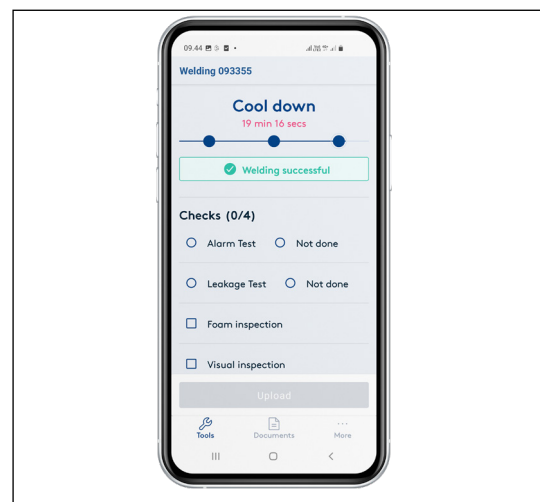 09.44
Welding 093355
Cool down
19 min 16 secs
Welding successful
Checks (0/4)
Alarm Test Not done
Leakage Test Not done
Foam inspection
Visual inspection
Upload
Tools Documents More